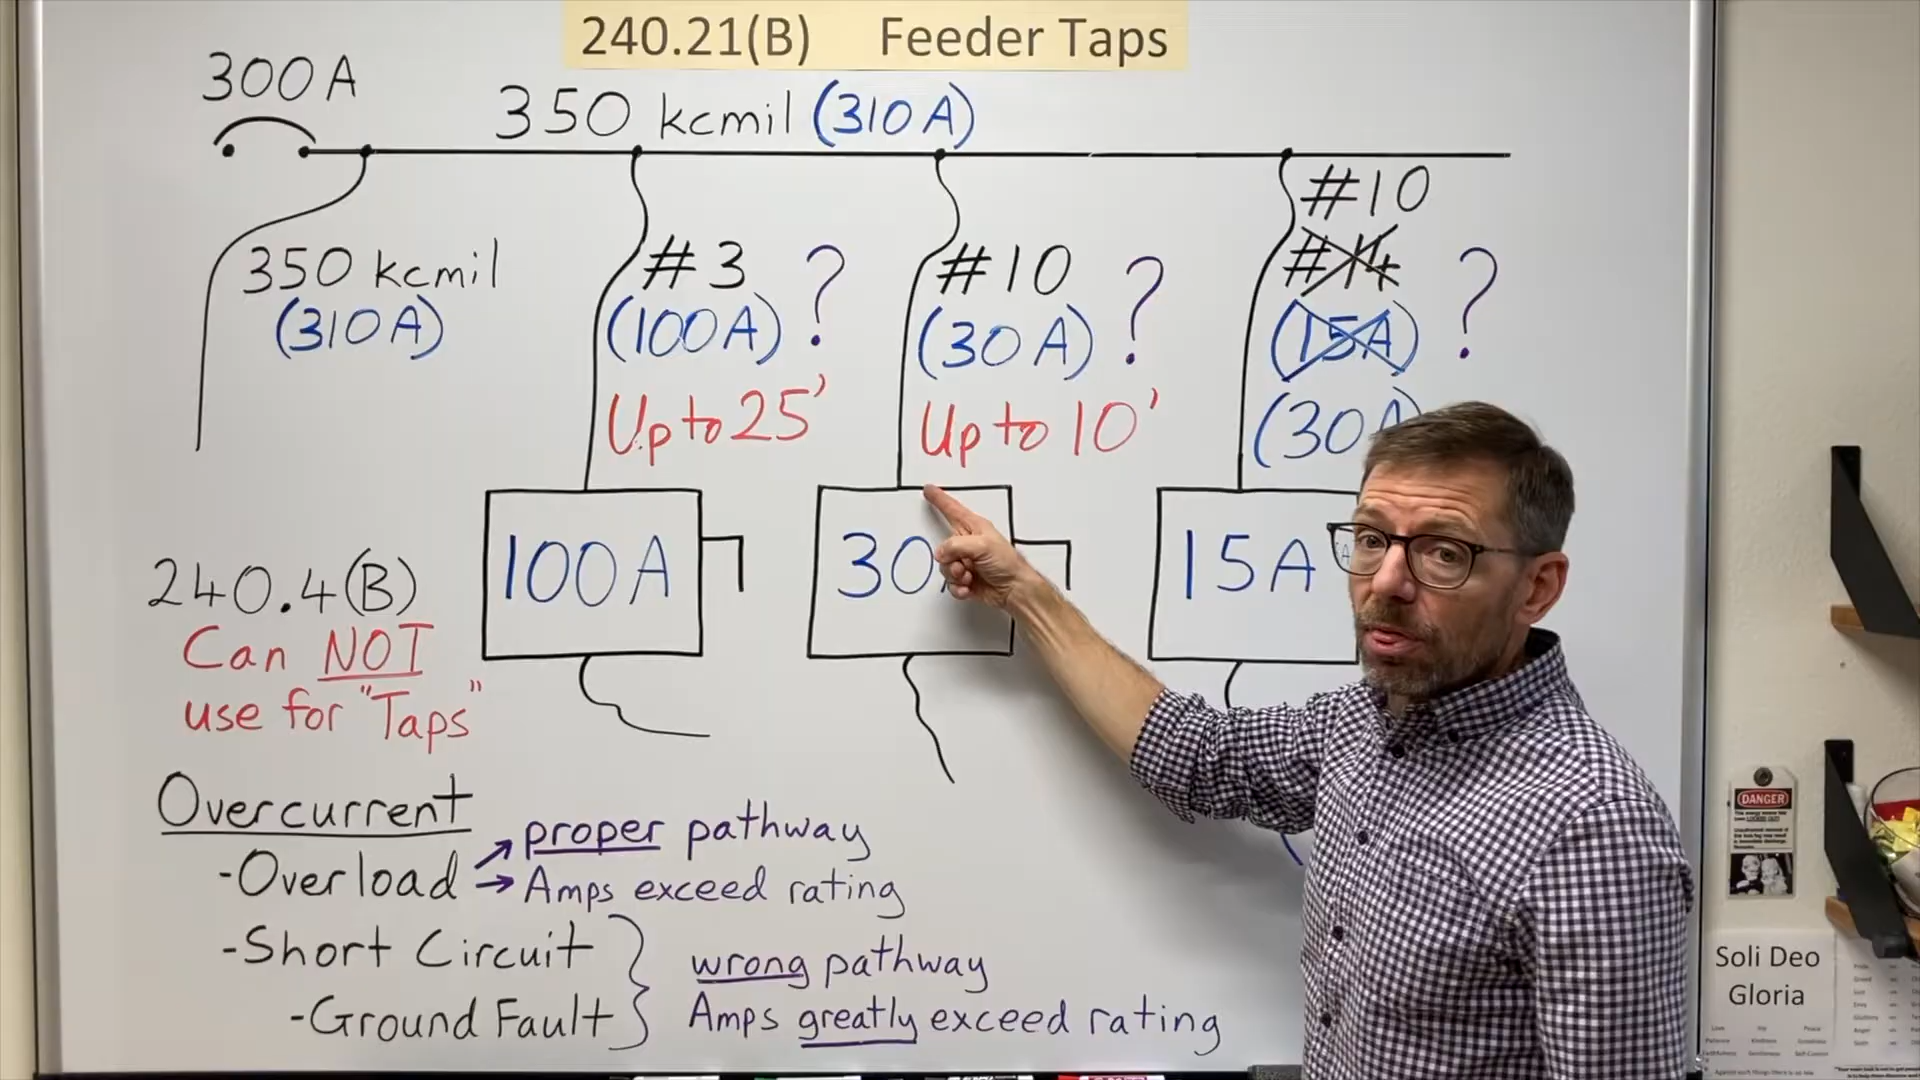 240.21(B) Feeder Taps
300A
350 kcmil (310A)
350 kcmil
(310A)
#3 ?
(100A)
Up to 25'
#10 ?
(30A)
Up to 10'
#10
#14 ?
(15A)
(30A
100A
30
15A
240.4(B)
Can NOT
use for "Taps"
Overcurrent
-Overload → proper pathway
→ Amps exceed rating
-Short Circuit
-Ground Fault
wrong pathway
Amps greatly exceed rating
DANGER
Soli Deo
Gloria